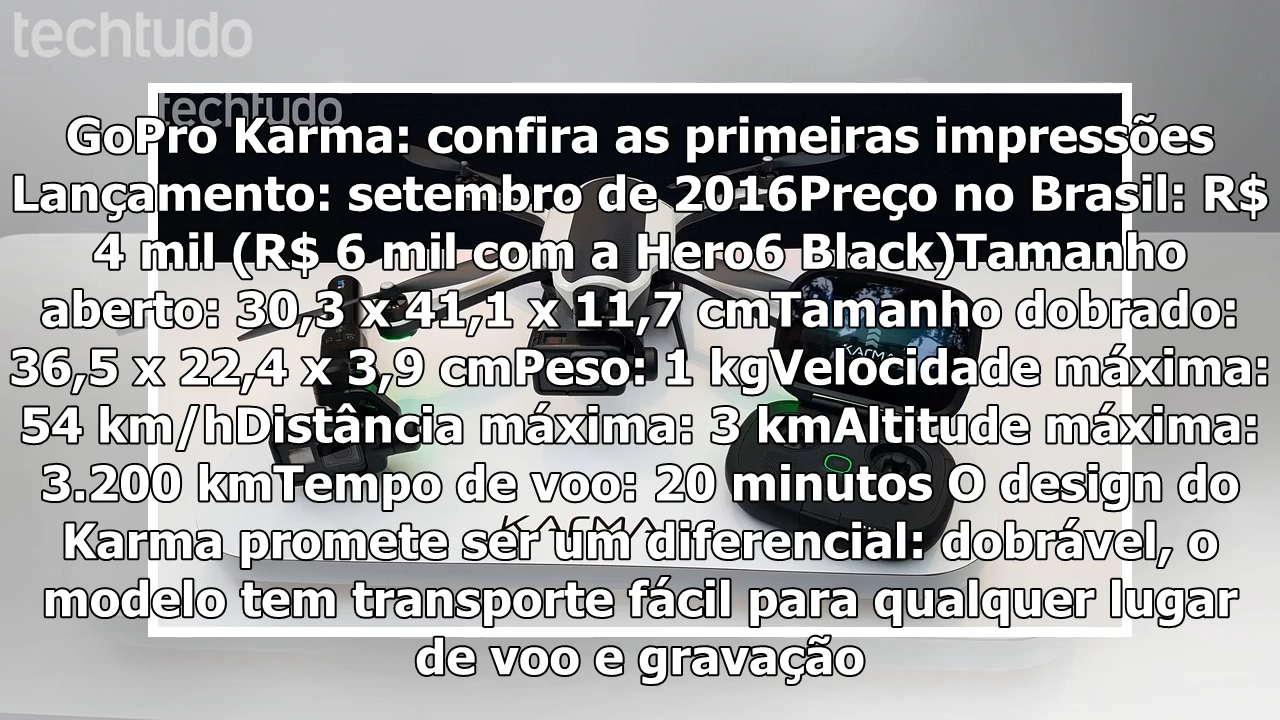 techtudo
techtudo
GoPro Karma: confira as primeiras impressões
Lançamento: setembro de 2016Preço no Brasil: R$
4 mil (R$ 6 mil com a Hero6 Black)Tamanho
aberto: 30,3 x 41,1 x 11,7 cmTamanho dobrado:
36,5 x 22,4 x 3,9 cmPeso: 1 kgVelocidade máxima:
54 km/hDistância máxima: 3 kmAltitude máxima:
3.200 kmTempo de voo: 20 minutos O design do
Karma promete ser um diferencial: dobrável, o
modelo tem transporte fácil para qualquer lugar
de voo e gravação
KARMA
KARMA